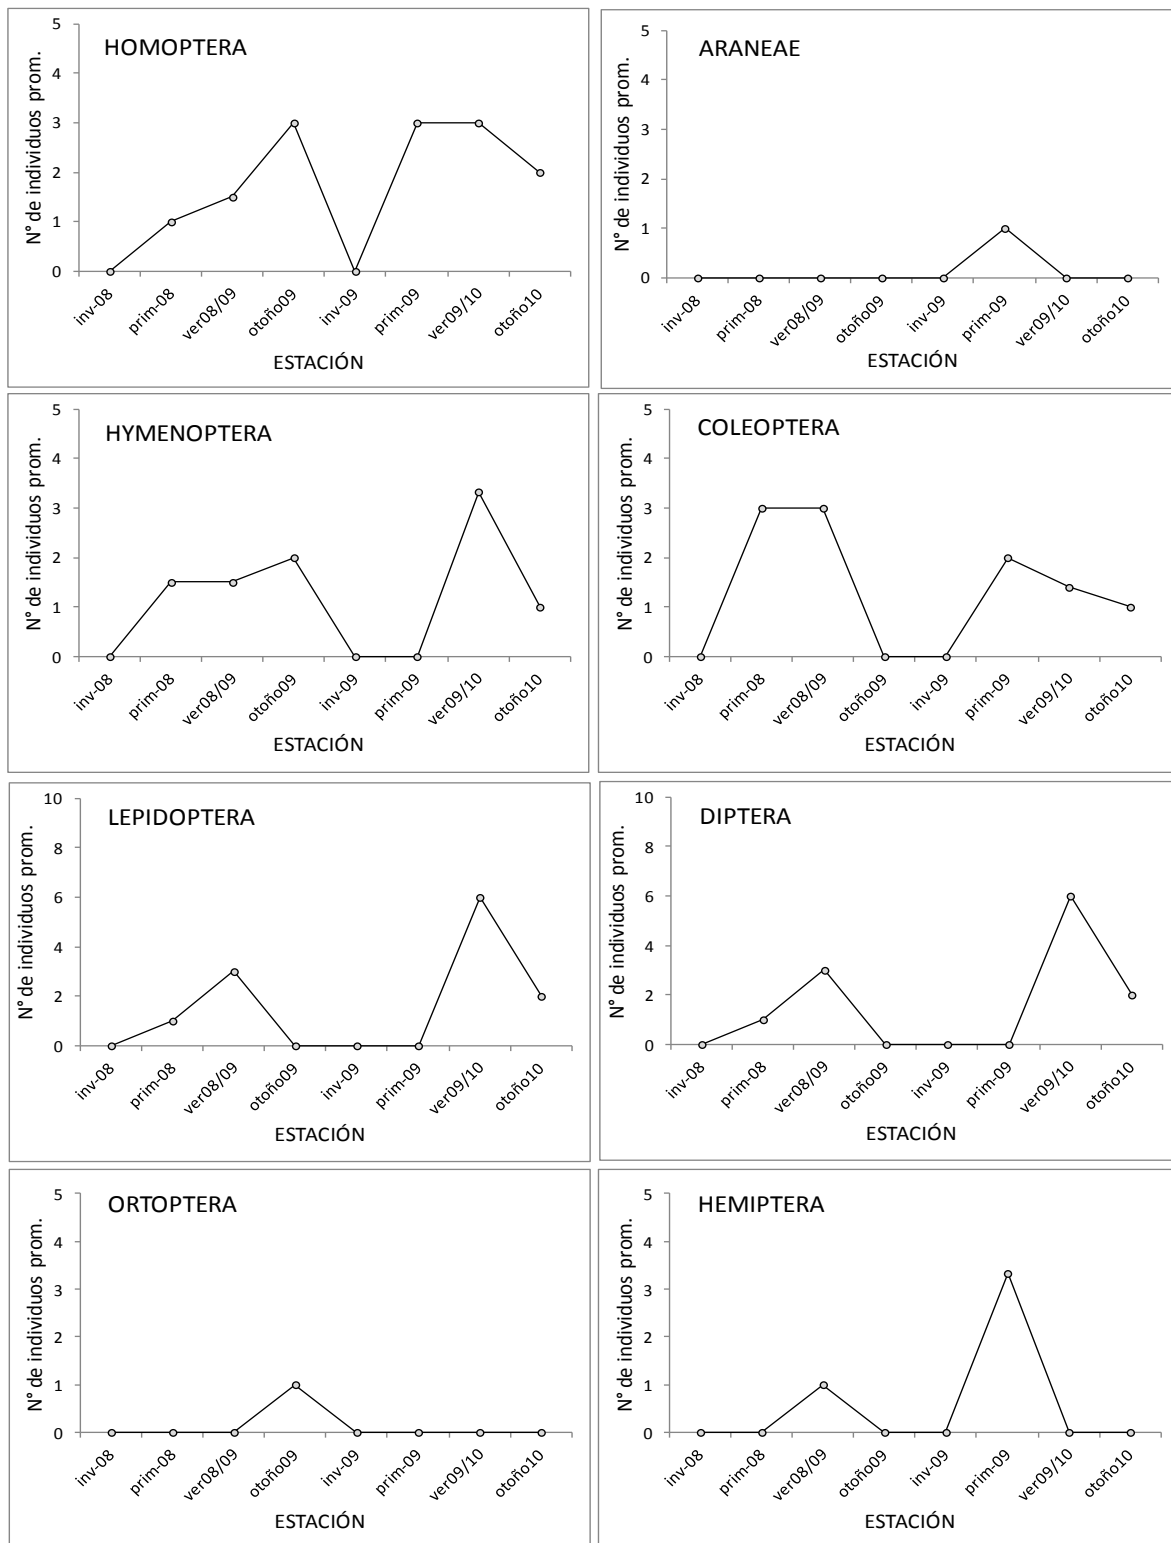 HOMOPTERA
N° de individuos prom.
5
4
3
2
1
0
inv-08
prim-08
ver08/09
otoño09
inv-09
prim-09
ver09/10
otoño10
ESTACIÓN
ARANEAE
N° de individuos prom.
5
4
3
2
1
0
inv-08
prim-08
ver08/09
otoño09
inv-09
prim-09
ver09/10
otoño10
ESTACIÓN
HYMENOPTERA
N° de individuos prom.
5
4
3
2
1
0
inv-08
prim-08
ver08/09
otoño09
inv-09
prim-09
ver09/10
otoño10
ESTACIÓN
COLEOPTERA
N° de individuos prom.
5
4
3
2
1
0
inv-08
prim-08
ver08/09
otoño09
inv-09
prim-09
ver09/10
otoño10
ESTACIÓN
LEPIDOPTERA
N° de individuos prom.
10
8
6
4
2
0
inv-08
prim-08
ver08/09
otoño09
inv-09
prim-09
ver09/10
otoño10
ESTACIÓN
DIPTERA
N° de individuos prom.
10
8
6
4
2
0
inv-08
prim-08
ver08/09
otoño09
inv-09
prim-09
ver09/10
otoño10
ESTACIÓN
ORTOPTERA
N° de individuos prom.
5
4
3
2
1
0
inv-08
prim-08
ver08/09
otoño09
inv-09
prim-09
ver09/10
otoño10
ESTACIÓN
HEMIPTERA
N° de individuos prom.
5
4
3
2
1
0
inv-08
prim-08
ver08/09
otoño09
inv-09
prim-09
ver09/10
otoño10
ESTACIÓN